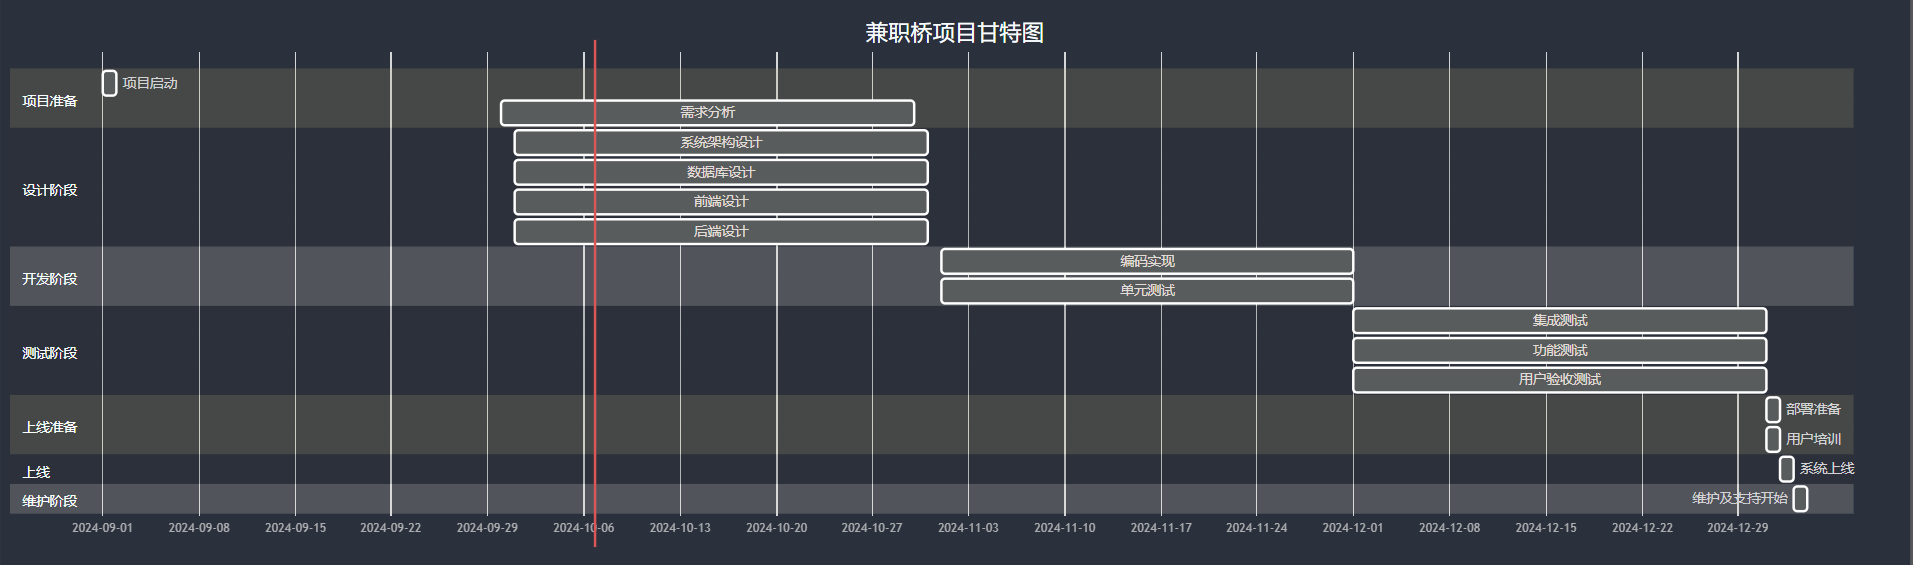 兼职桥项目甘特图
项目准备
项目启动
需求分析
设计阶段
系统架构设计
数据库设计
前端设计
后端设计
开发阶段
编码实现
单元测试
测试阶段
集成测试
功能测试
用户验收测试
上线准备
部署准备
用户培训
上线
系统上线
维护阶段
维护及支持开始
2024-09-01 2024-09-08 2024-09-15 2024-09-22 2024-09-29 2024-10-06 2024-10-13 2024-10-20 2024-10-27 2024-11-03 2024-11-10 2024-11-17 2024-11-24 2024-12-01 2024-12-08 2024-12-15 2024-12-22 2024-12-29